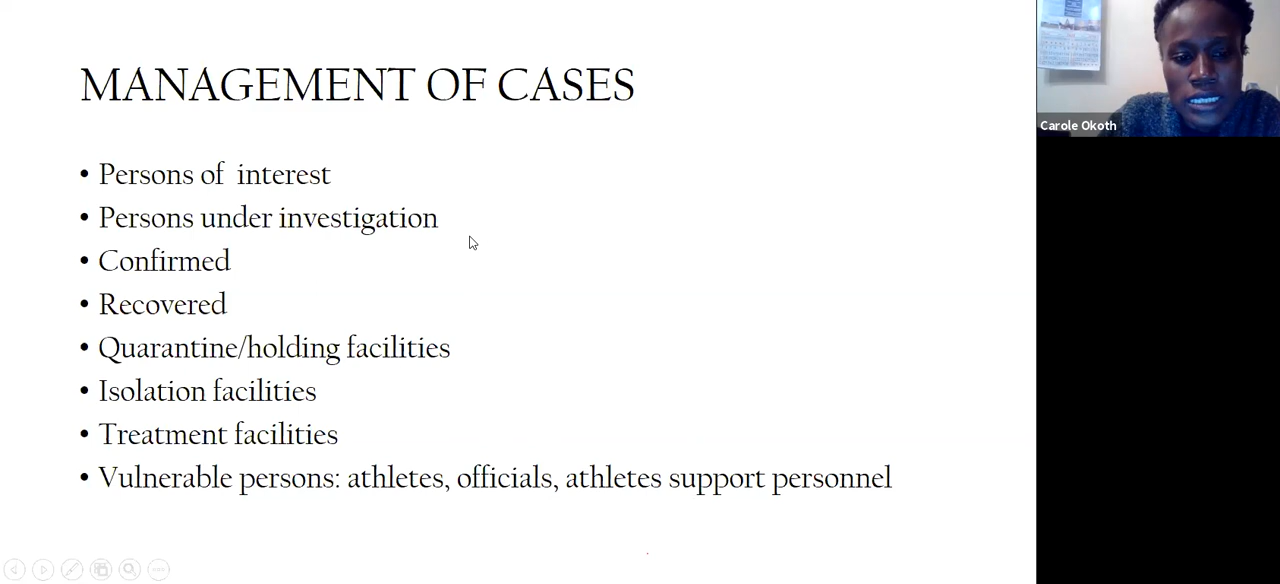 MANAGEMENT OF CASES
• Persons of interest
• Persons under investigation
• Confirmed
• Recovered
• Quarantine/holding facilities
• Isolation facilities
• Treatment facilities
• Vulnerable persons: athletes, officials, athletes support personnel
Carole Okoth